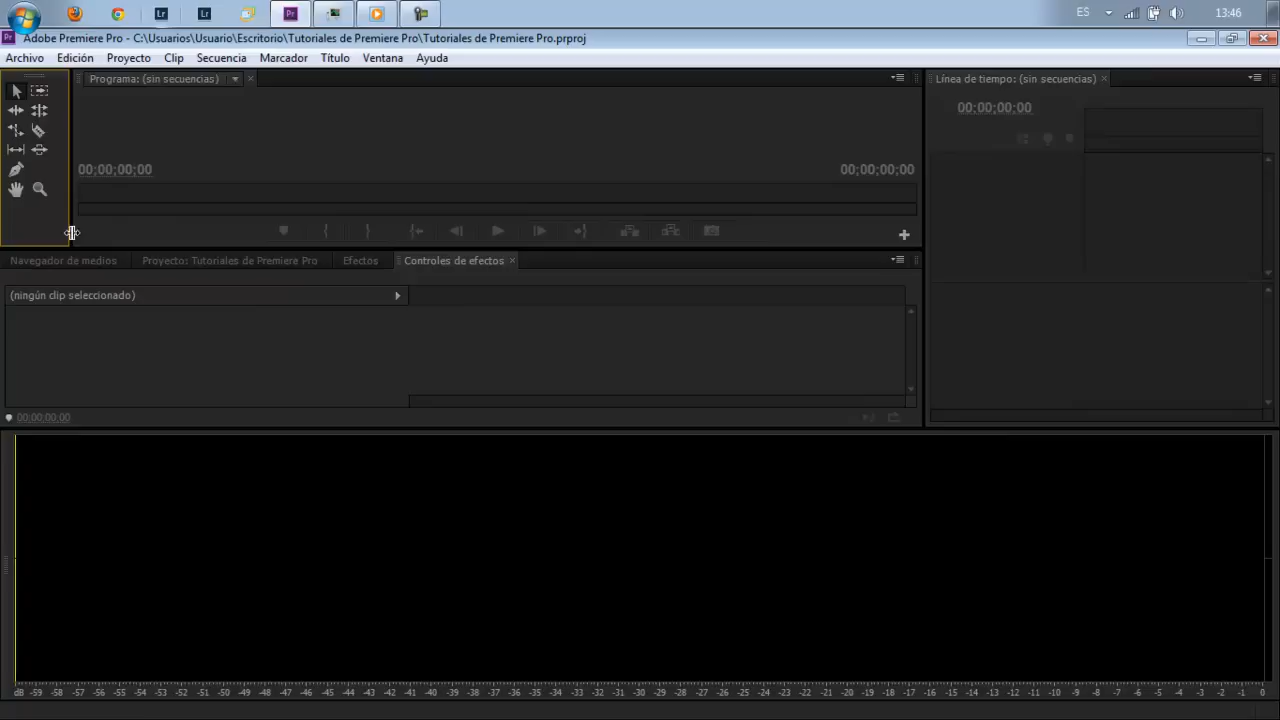 Lr Lr Pr ES 13:46
Pr Adobe Premiere Pro - C:\Usuarios\Usuario\Escritorio\Tutoriales de Premiere Pro\Tutoriales de Premiere Pro.prproj
Archivo Edición Proyecto Clip Secuencia Marcador Título Ventana Ayuda
Programa: (sin secuencias) Línea de tiempo: (sin secuencias)
00;00;00;00
00;00;00;00 00;00;00;00
Navegador de medios Proyecto: Tutoriales de Premiere Pro Efectos Controles de efectos
(ningún clip seleccionado)
00;00;00;00
dB -59 -58 -57 -56 -55 -54 -53 -52 -51 -50 -49 -48 -47 -46 -45 -44 -43 -42 -41 -40 -39 -38 -37 -36 -35 -34 -33 -32 -31 -30 -29 -28 -27 -26 -25 -24 -23 -22 -21 -20 -19 -18 -17 -16 -15 -14 -13 -12 -11 -10 -9 -8 -7 -6 -5 -4 -3 -2 -1 0